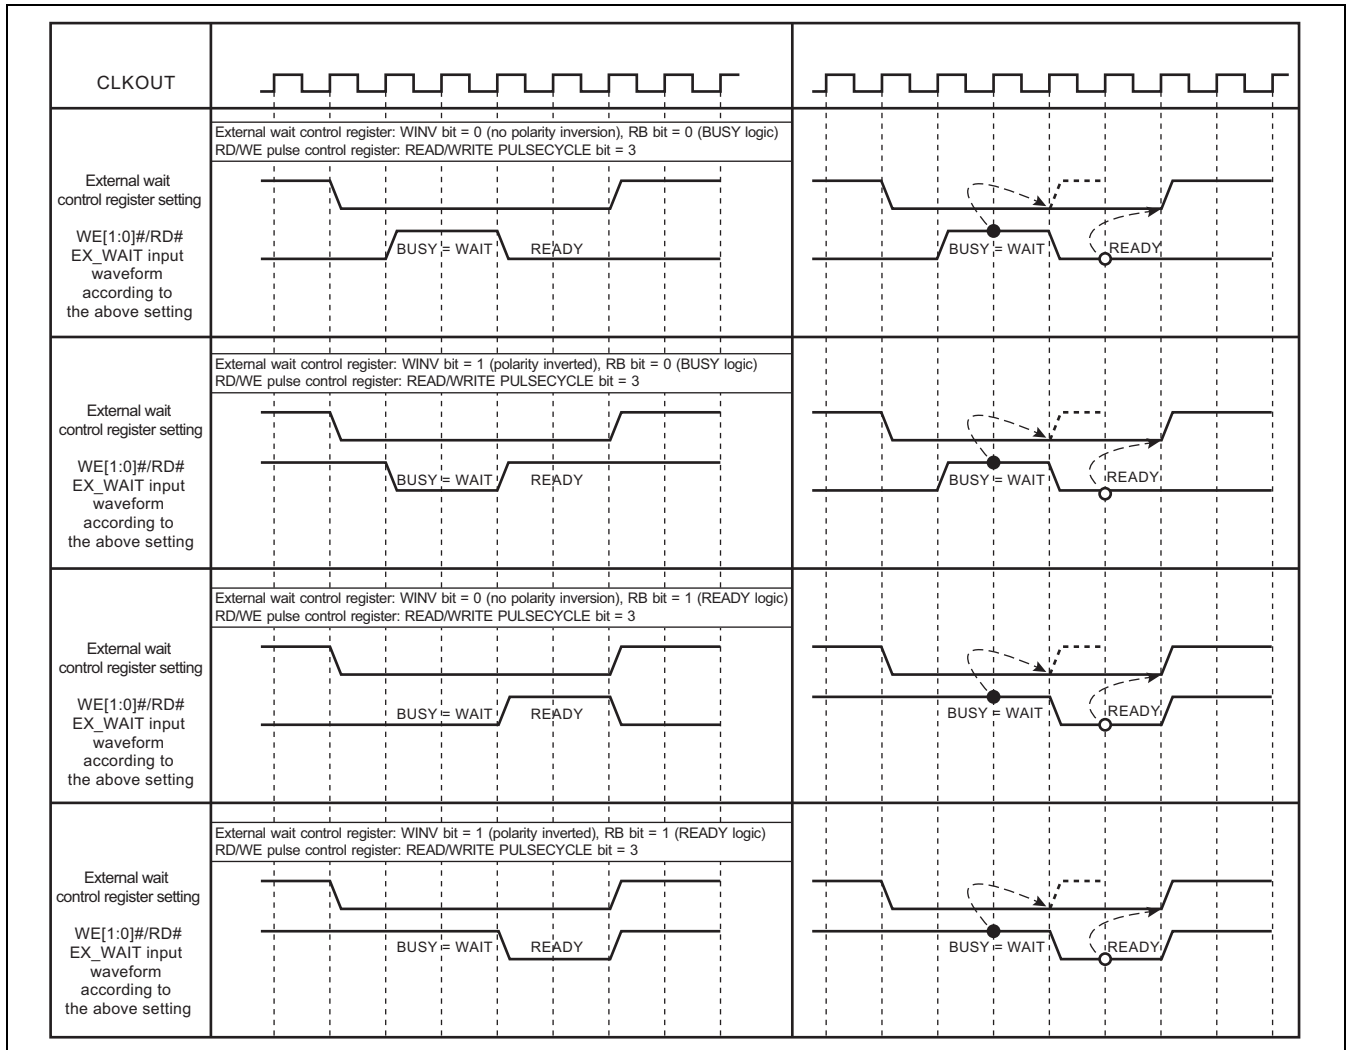 CLKOUT
External wait control register: WINV bit = 0 (no polarity inversion), RB bit = 0 (BUSY logic)
RD/WE pulse control register: READ/WRITE PULSECYCLE bit = 3
External wait
control register setting
WE[1:0]#/RD#
EX_WAIT input
waveform
according to
the above setting
BUSY = WAIT
READY
BUSY = WAIT
READY
External wait control register: WINV bit = 1 (polarity inverted), RB bit = 0 (BUSY logic)
RD/WE pulse control register: READ/WRITE PULSECYCLE bit = 3
External wait
control register setting
WE[1:0]#/RD#
EX_WAIT input
waveform
according to
the above setting
BUSY = WAIT
READY
BUSY = WAIT
READY
External wait control register: WINV bit = 0 (no polarity inversion), RB bit = 1 (READY logic)
RD/WE pulse control register: READ/WRITE PULSECYCLE bit = 3
External wait
control register setting
WE[1:0]#/RD#
EX_WAIT input
waveform
according to
the above setting
BUSY = WAIT
READY
BUSY = WAIT
READY
External wait control register: WINV bit = 1 (polarity inverted), RB bit = 1 (READY logic)
RD/WE pulse control register: READ/WRITE PULSECYCLE bit = 3
External wait
control register setting
WE[1:0]#/RD#
EX_WAIT input
waveform
according to
the above setting
BUSY = WAIT
READY
BUSY = WAIT
READY